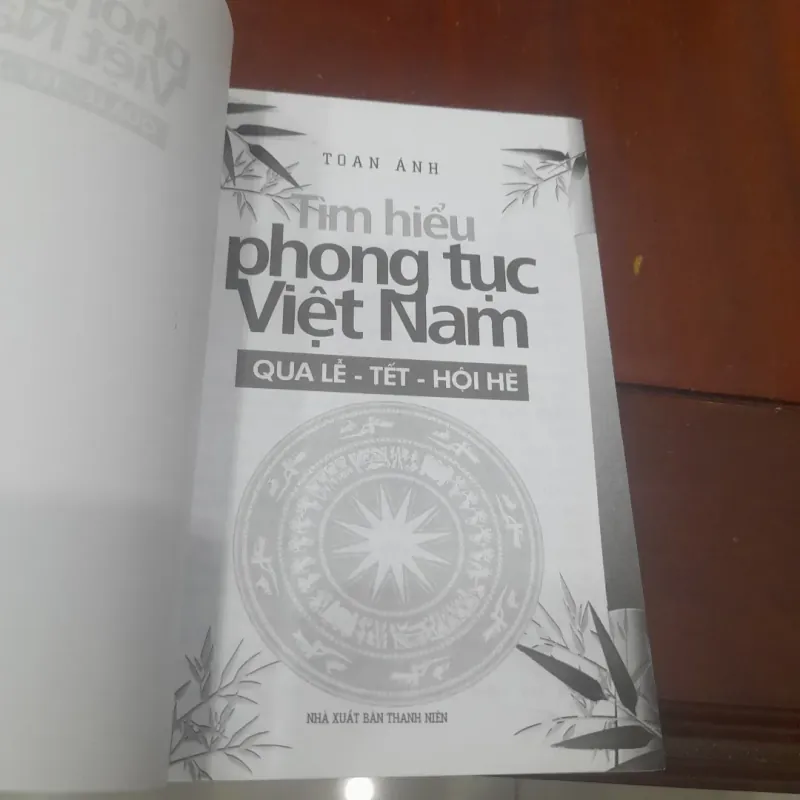 TOAN ÁNH
Tìm hiểu
phong tục
Việt Nam
QUA LỄ - TẾT - HỘI HÈ
NHÀ XUẤT BẢN THANH NIÊN